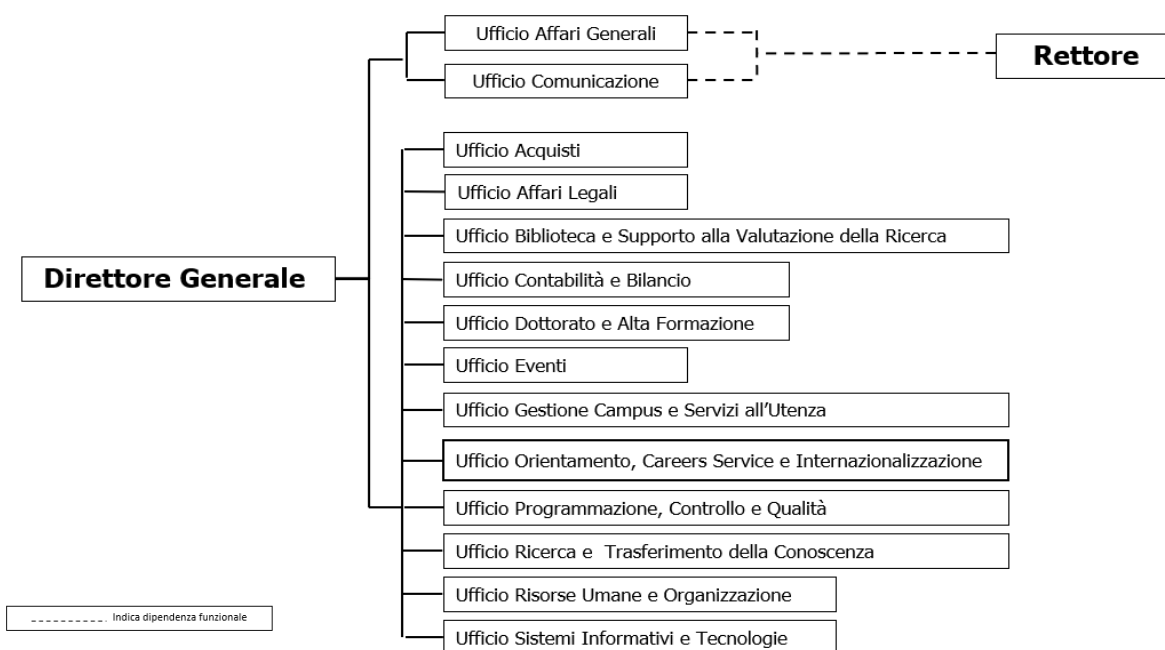 Ufficio Affari Generali
Rettore
Ufficio Comunicazione
Ufficio Acquisti
Ufficio Affari Legali
Ufficio Biblioteca e Supporto alla Valutazione della Ricerca
Direttore Generale
Ufficio Contabilità e Bilancio
Ufficio Dottorato e Alta Formazione
Ufficio Eventi
Ufficio Gestione Campus e Servizi all’Utenza
Ufficio Orientamento, Careers Service e Internazionalizzazione
Ufficio Programmazione, Controllo e Qualità
Ufficio Ricerca e Trasferimento della Conoscenza
Ufficio Risorse Umane e Organizzazione
Indica dipendenza funzionale
Ufficio Sistemi Informativi e Tecnologie